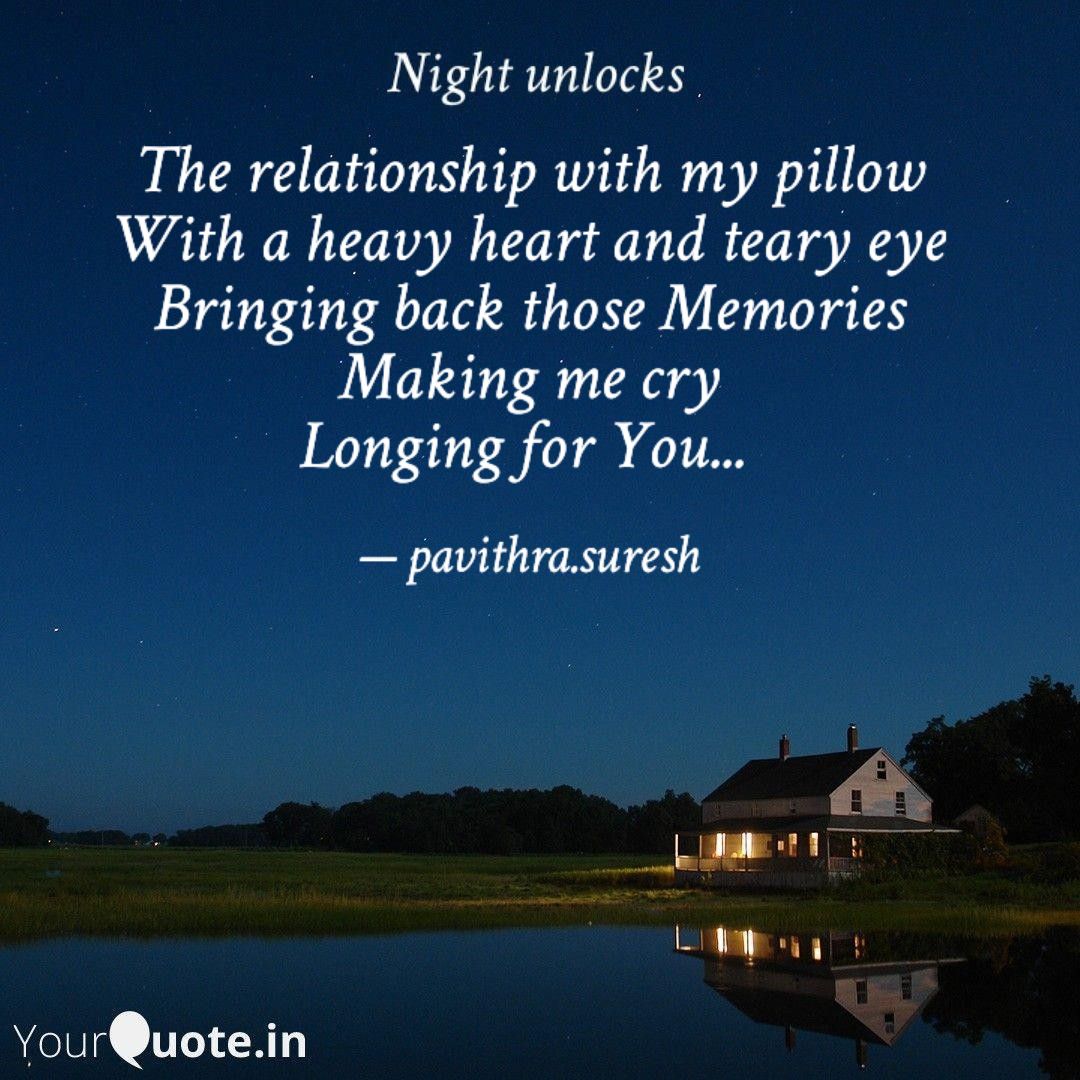 Night unlocks
The relationship with my pillow
With a heavy heart and teary eye
Bringing back those Memories
Making me cry
Longing for You...
— pavithra.suresh
YourQuote.in